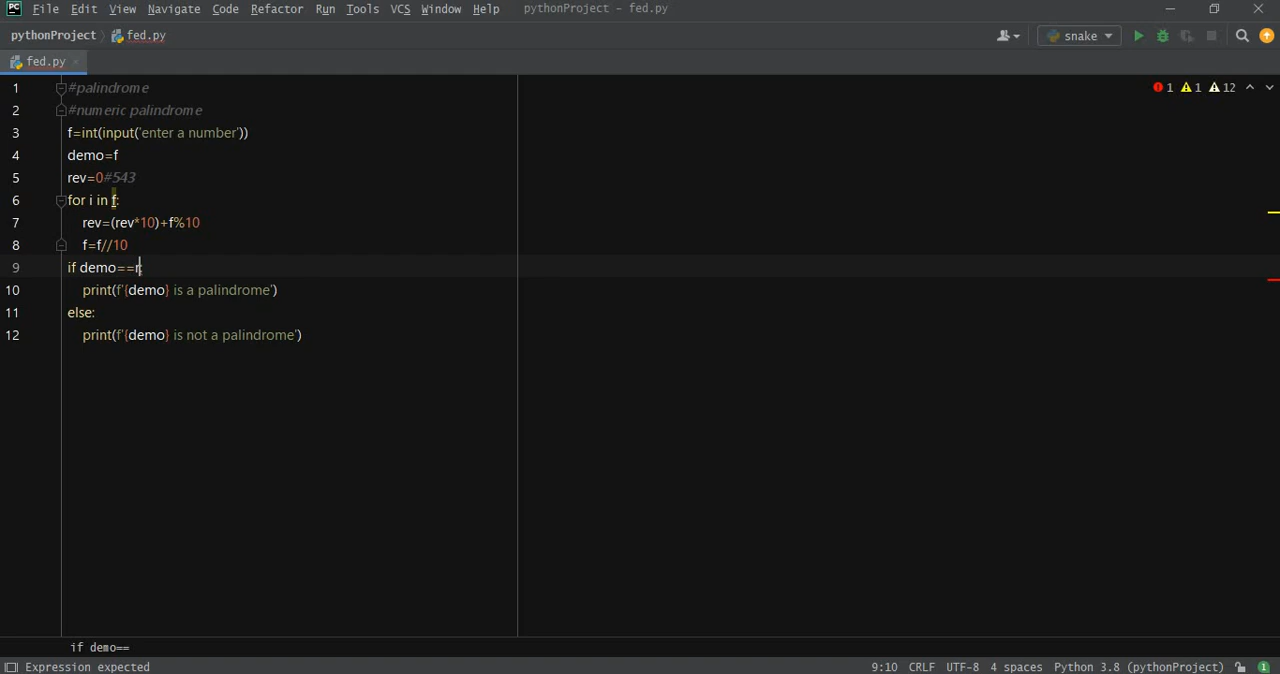 PC File Edit View Navigate Code Refactor Run Tools VCS Window Help pythonProject - fed.py
pythonProject fed.py snake
fed.py
1 #palindrome 1 1 12
2 #numeric palindrome
3 f=int(input('enter a number'))
4 demo=f
5 rev=0#543
6 for i in f:
7 rev=(rev*10)+f%10
8 f=f//10
9 if demo==r:
10 print(f'{demo} is a palindrome')
11 else:
12 print(f'{demo} is not a palindrome')
if demo==
Expression expected 9:10 CRLF UTF-8 4 spaces Python 3.8 (pythonProject) 1